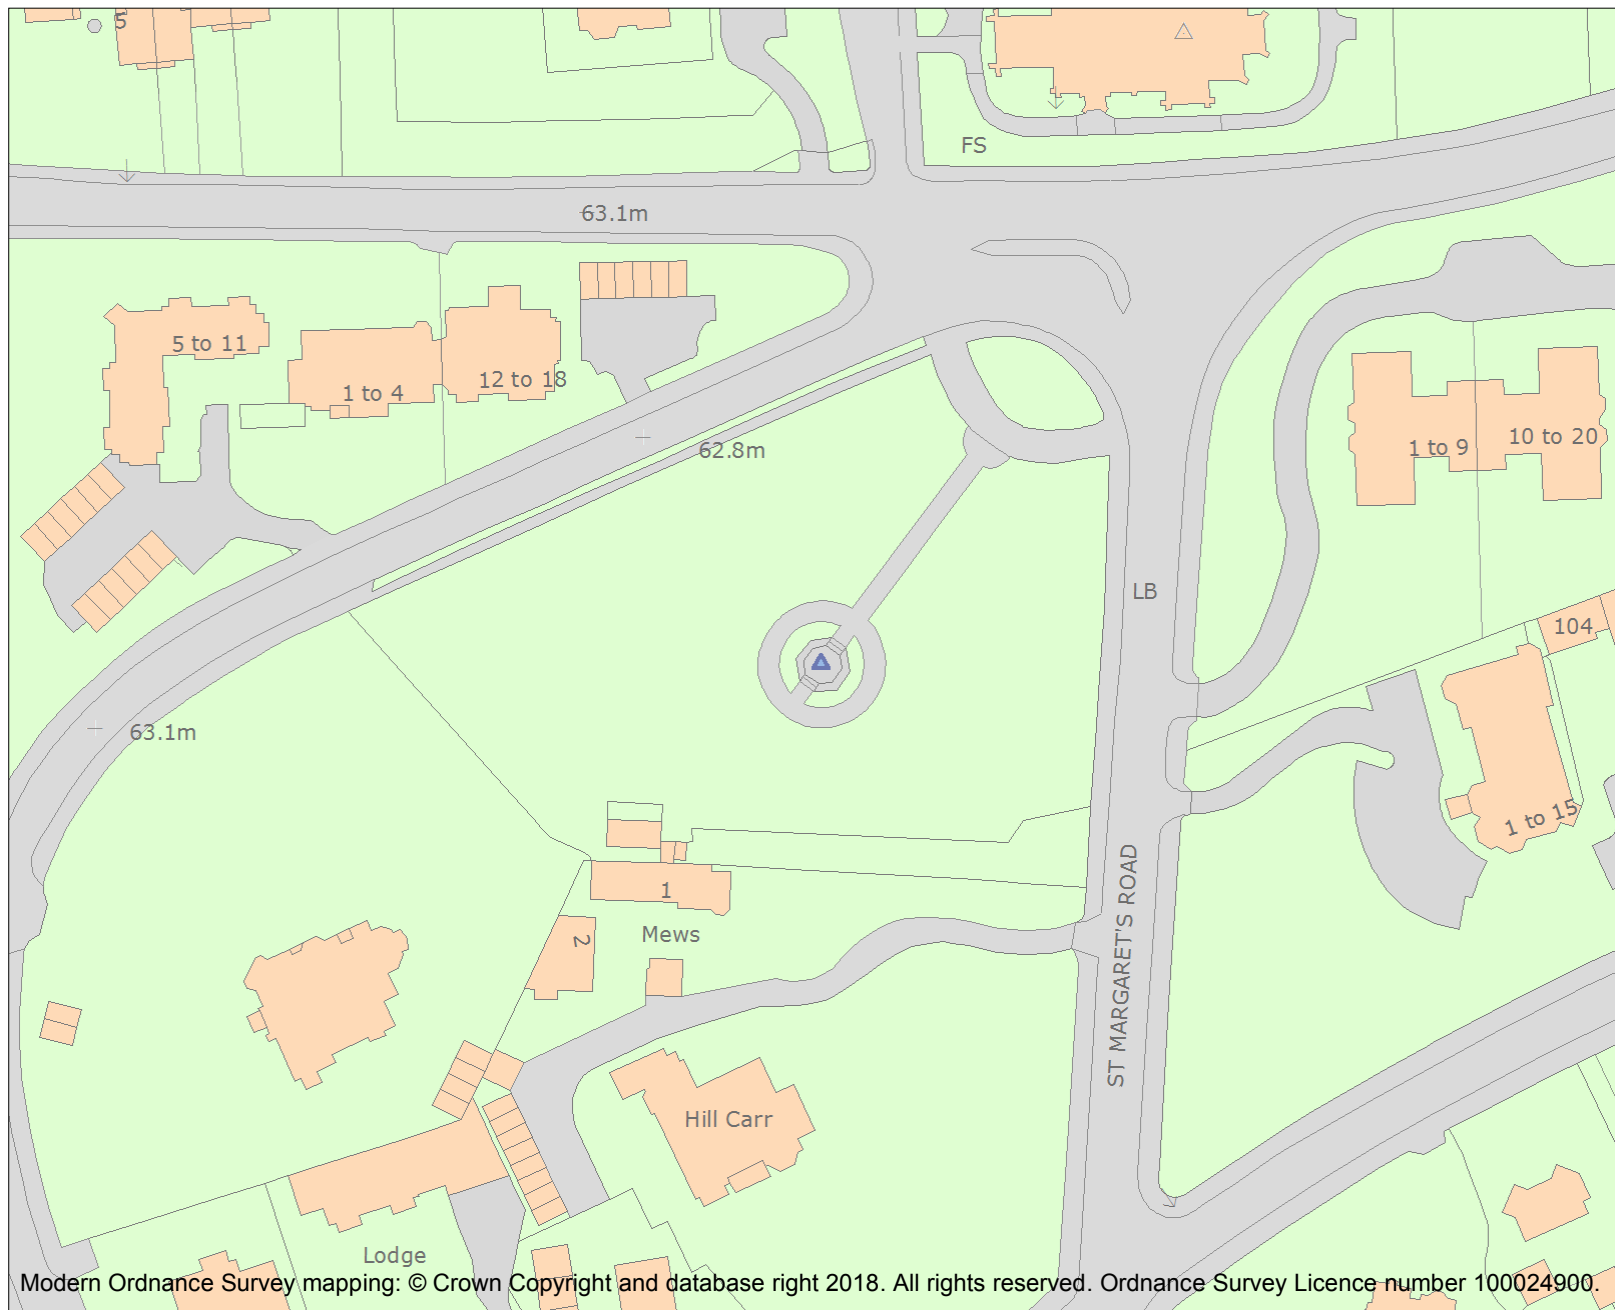 5
FS
63.1m
5 to 11
1 to 4
12 to 18
62.8m
1 to 9
10 to 20
LB
104
63.1m
1 to 15
1
2
Mews
ST MARGARET'S ROAD
Hill Carr
Lodge
Modern Ordnance Survey mapping: © Crown Copyright and database right 2018. All rights reserved. Ordnance Survey Licence number 100024900.